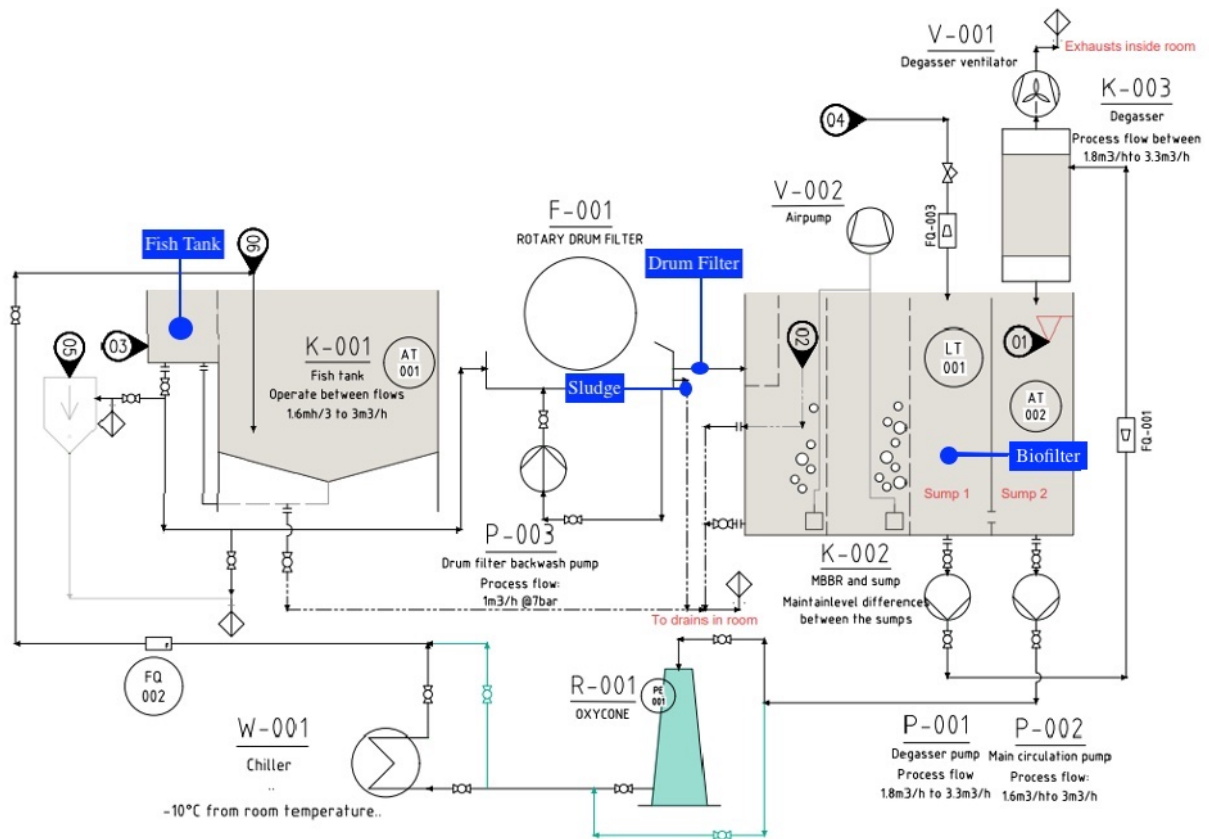 V-001
Degasser ventilator
Exhausts inside room
K-003
Degasser
Process flow between
1.8m3/hto 3.3m3/h
04
V-002
Airpump
FQ-003
F-001
ROTARY DRUM FILTER
Fish Tank
06
Drum Filter
05
03
K-001
AT
001
Fish tank
Operate between flows
1.6mh/3 to 3m3/h
02
LT
001
01
AT
002
FQ-001
Sludge
Biofilter
Sump 1
Sump 2
P-003
Drum filter backwash pump
Process flow:
1m3/h @7bar
K-002
MBBR and sump
Maintainlevel differences
between the sumps
To drains in room
FQ
002
R-001
OXYCONE
PE
001
W-001
Chiller
..
-10°C from room temperature..
P-001
Degasser pump
Process flow
1.8m3/h to 3.3m3/h
P-002
Main circulation pump
Process flow:
1.6m3/hto 3m3/h